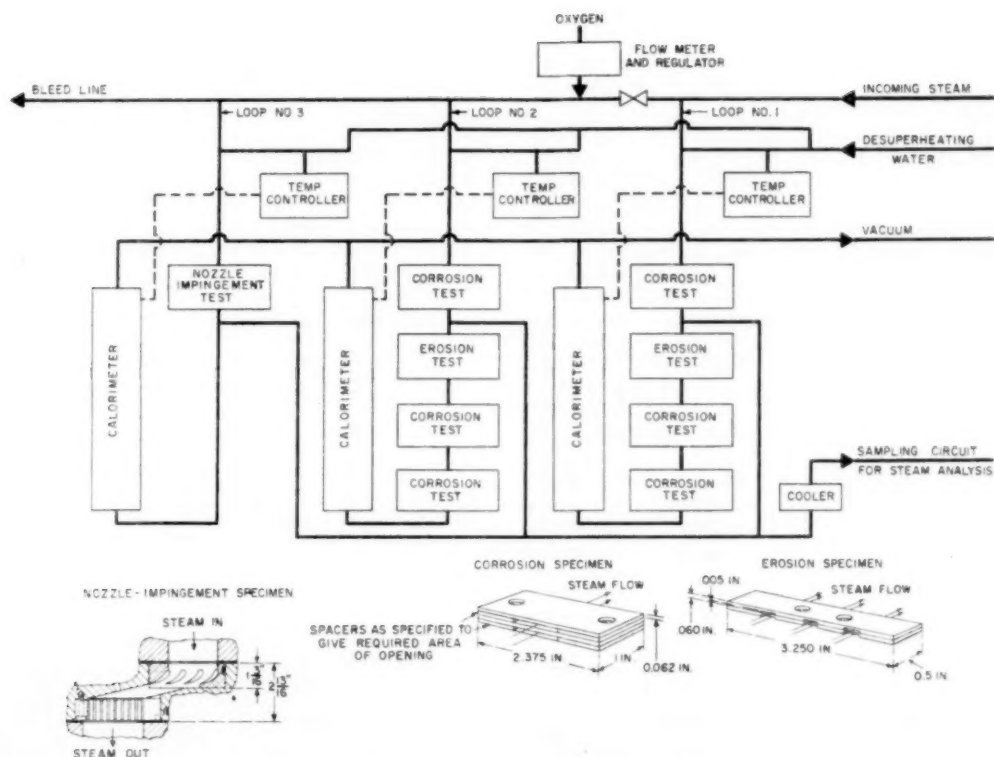 OXYGEN
FLOW METER
AND REGULATOR
BLEED LINE
INCOMING STEAM
LOOP NO 3
LOOP NO. 2
LOOP NO. 1
DESUPERHEATING
WATER
TEMP
CONTROLLER
TEMP
CONTROLLER
TEMP
CONTROLLER
VACUUM
NOZZLE
IMPINGEMENT
TEST
CORROSION
TEST
CORROSION
TEST
CALORIMETER
CALORIMETER
CALORIMETER
EROSION
TEST
EROSION
TEST
CORROSION
TEST
CORROSION
TEST
CORROSION
TEST
CORROSION
TEST
SAMPLING CIRCUIT
FOR STEAM ANALYSIS
COOLER
NOZZLE-IMPINGEMENT SPECIMEN
STEAM IN
STEAM OUT
CORROSION SPECIMEN
STEAM FLOW
SPACERS AS SPECIFIED TO
GIVE REQUIRED AREA
OF OPENING
2.375 IN.
1 IN.
0.062 IN.
EROSION SPECIMEN
.005 IN.
STEAM FLOW
.060 IN.
3.250 IN.
0.5 IN.